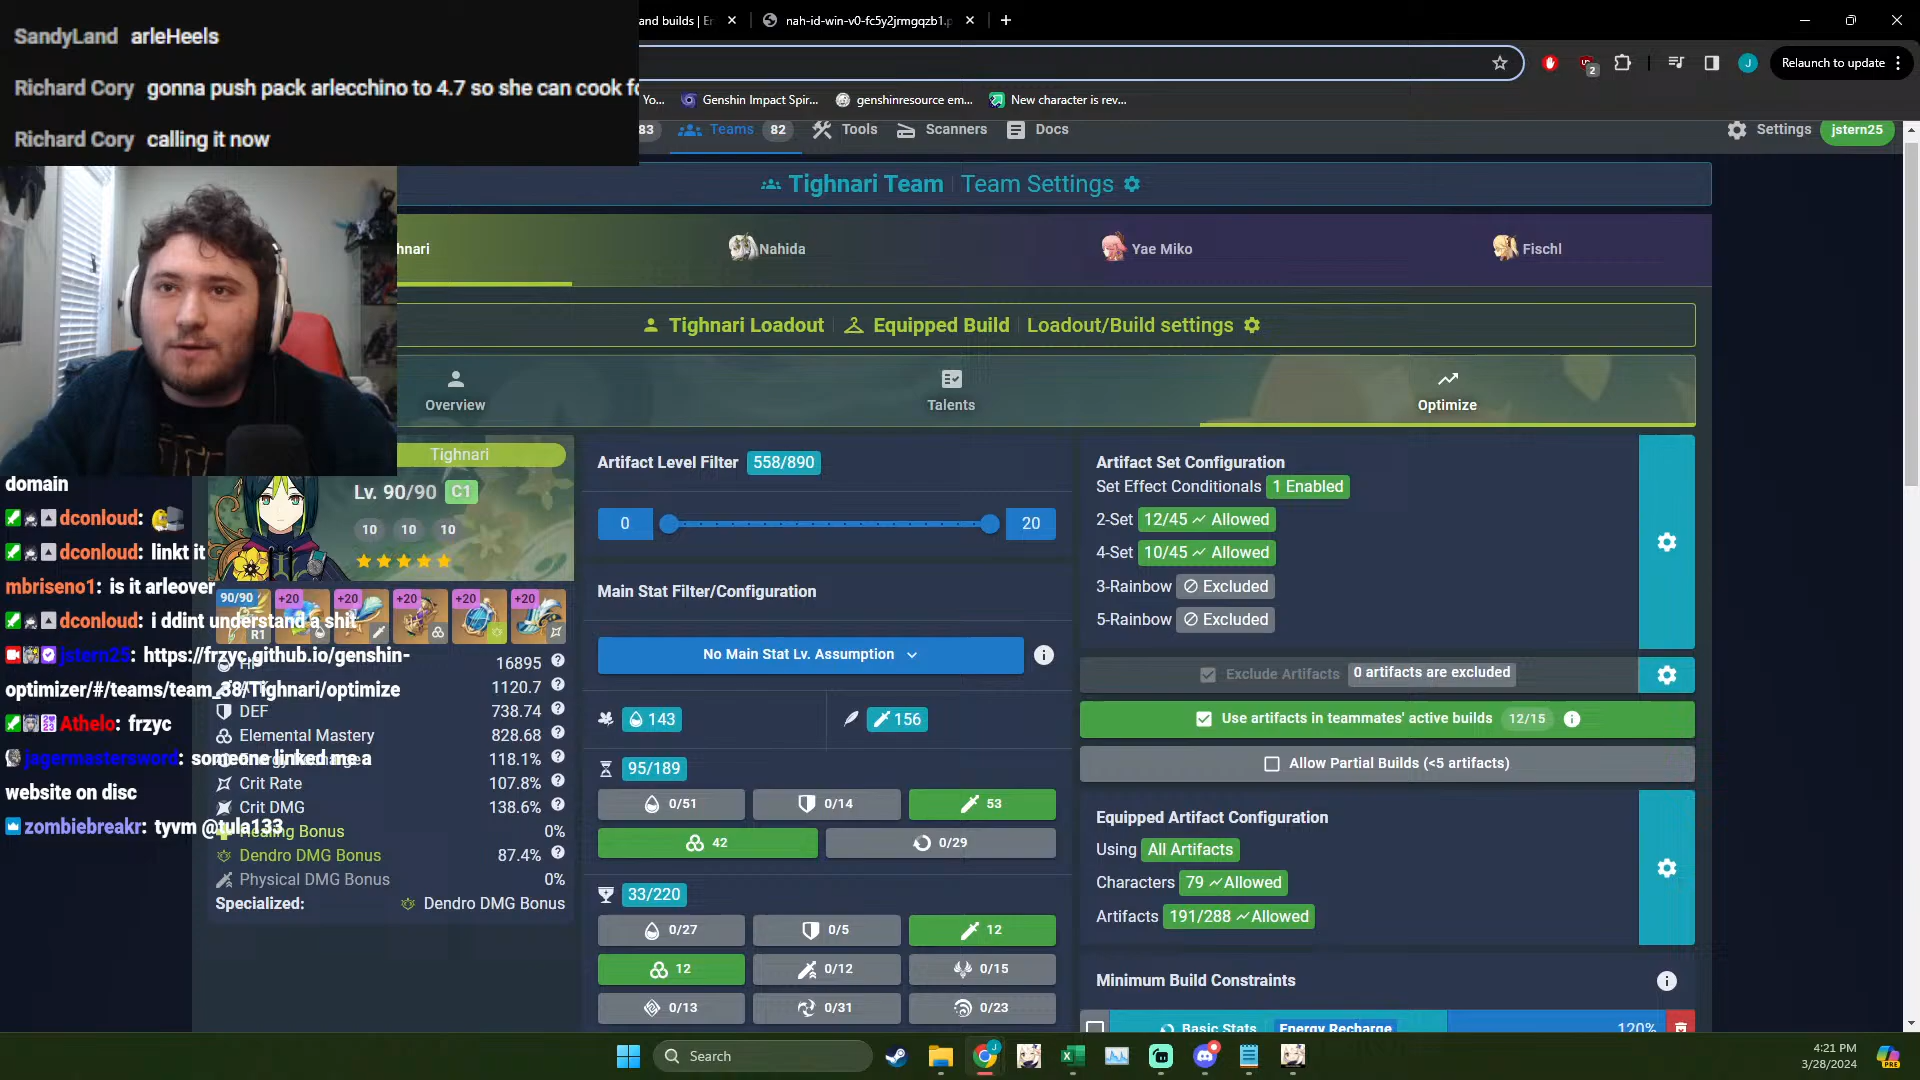 SandyLand arleHeels
Richard Cory gonna push pack arlecchino to 4.7 so she can cook
Richard Cory calling it now
and builds | 
nah-id-win-v0-fc5y2jrmgqzb1.
Relaunch to update
Yo...
Genshin Impact Spir...
genshinresource em...
New character is rev...
83
Teams 82
Tools
Scanners
Docs
Settings
jstern25
Tighnari Team | Team Settings
hnari
Nahida
Yae Miko
Fischl
Tighnari Loadout | Equipped Build | Loadout/Build settings
Overview
Talents
Optimize
Tighnari
Lv. 90/90 C1
10 10 10
90/90 R1
+20 +20 +20 +20 +20
16895
1120.7
DEF 738.74
Elemental Mastery 828.68
118.1%
Crit Rate 107.8%
Crit DMG 138.6%
Healing Bonus 0%
Dendro DMG Bonus 87.4%
Physical DMG Bonus 0%
Specialized: Dendro DMG Bonus
domain
dconloud:
dconloud: linkt it
mbriseno1: is it arleover
dconloud: i ddint understand a shit
jstern25: https://frzyc.github.io/genshin-
optimizer/#/teams/team_38/Tighnari/optimize
Athelo: frzyc
jagermastersword: someone linked me a
website on disc
zombiebreakr: tyvm @tula133
Artifact Level Filter 558/890
0
20
Main Stat Filter/Configuration
No Main Stat Lv. Assumption
143
156
95/189
0/51
0/14
53
42
0/29
33/220
0/27
0/5
12
12
0/12
0/15
0/13
0/31
0/23
Artifact Set Configuration
Set Effect Conditionals 1 Enabled
2-Set 12/45 Allowed
4-Set 10/45 Allowed
3-Rainbow Excluded
5-Rainbow Excluded
Exclude Artifacts 0 artifacts are excluded
Use artifacts in teammates' active builds 12/15
Allow Partial Builds (<5 artifacts)
Equipped Artifact Configuration
Using All Artifacts
Characters 79 Allowed
Artifacts 191/288 Allowed
Minimum Build Constraints
Basic Stats Energy Recharge 120%
Search
4:21 PM
3/28/2024